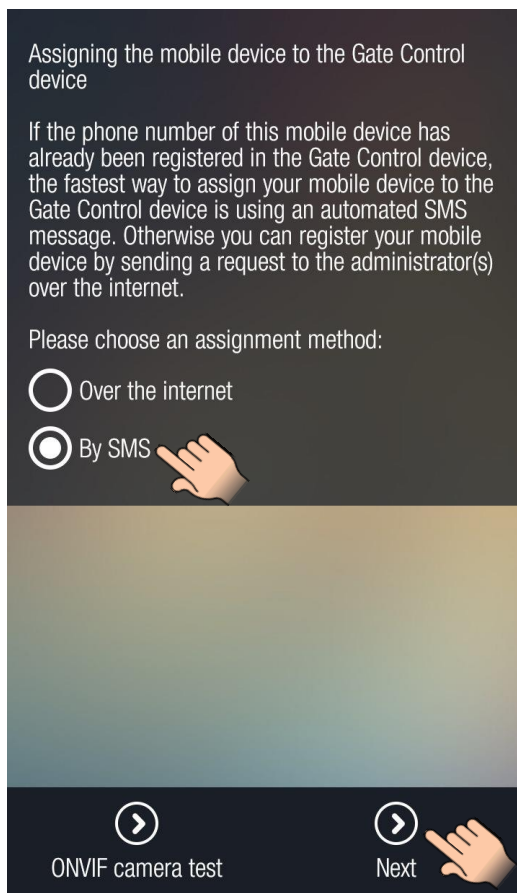 Assigning the mobile device to the Gate Control
device
If the phone number of this mobile device has
already been registered in the Gate Control device,
the fastest way to assign your mobile device to the
Gate Control device is using an automated SMS
message. Otherwise you can register your mobile
device by sending a request to the administrator(s)
over the internet.
Please choose an assignment method:
Over the internet
By SMS
ONVIF camera test
Next